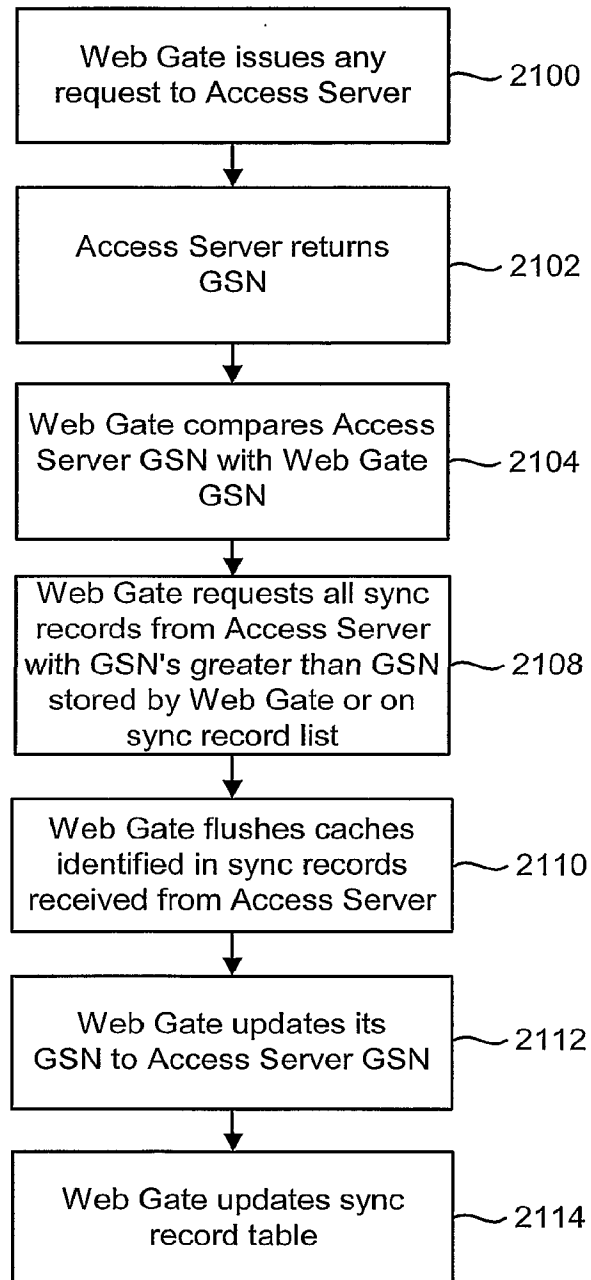 Web Gate issues any
request to Access Server
2100
Access Server returns
GSN
2102
Web Gate compares Access
Server GSN with Web Gate
GSN
2104
Web Gate requests all sync
records from Access Server
with GSN's greater than GSN
stored by Web Gate or on
sync record list
2108
Web Gate flushes caches
identified in sync records
received from Access Server
2110
Web Gate updates its
GSN to Access Server GSN
2112
Web Gate updates sync
record table
2114